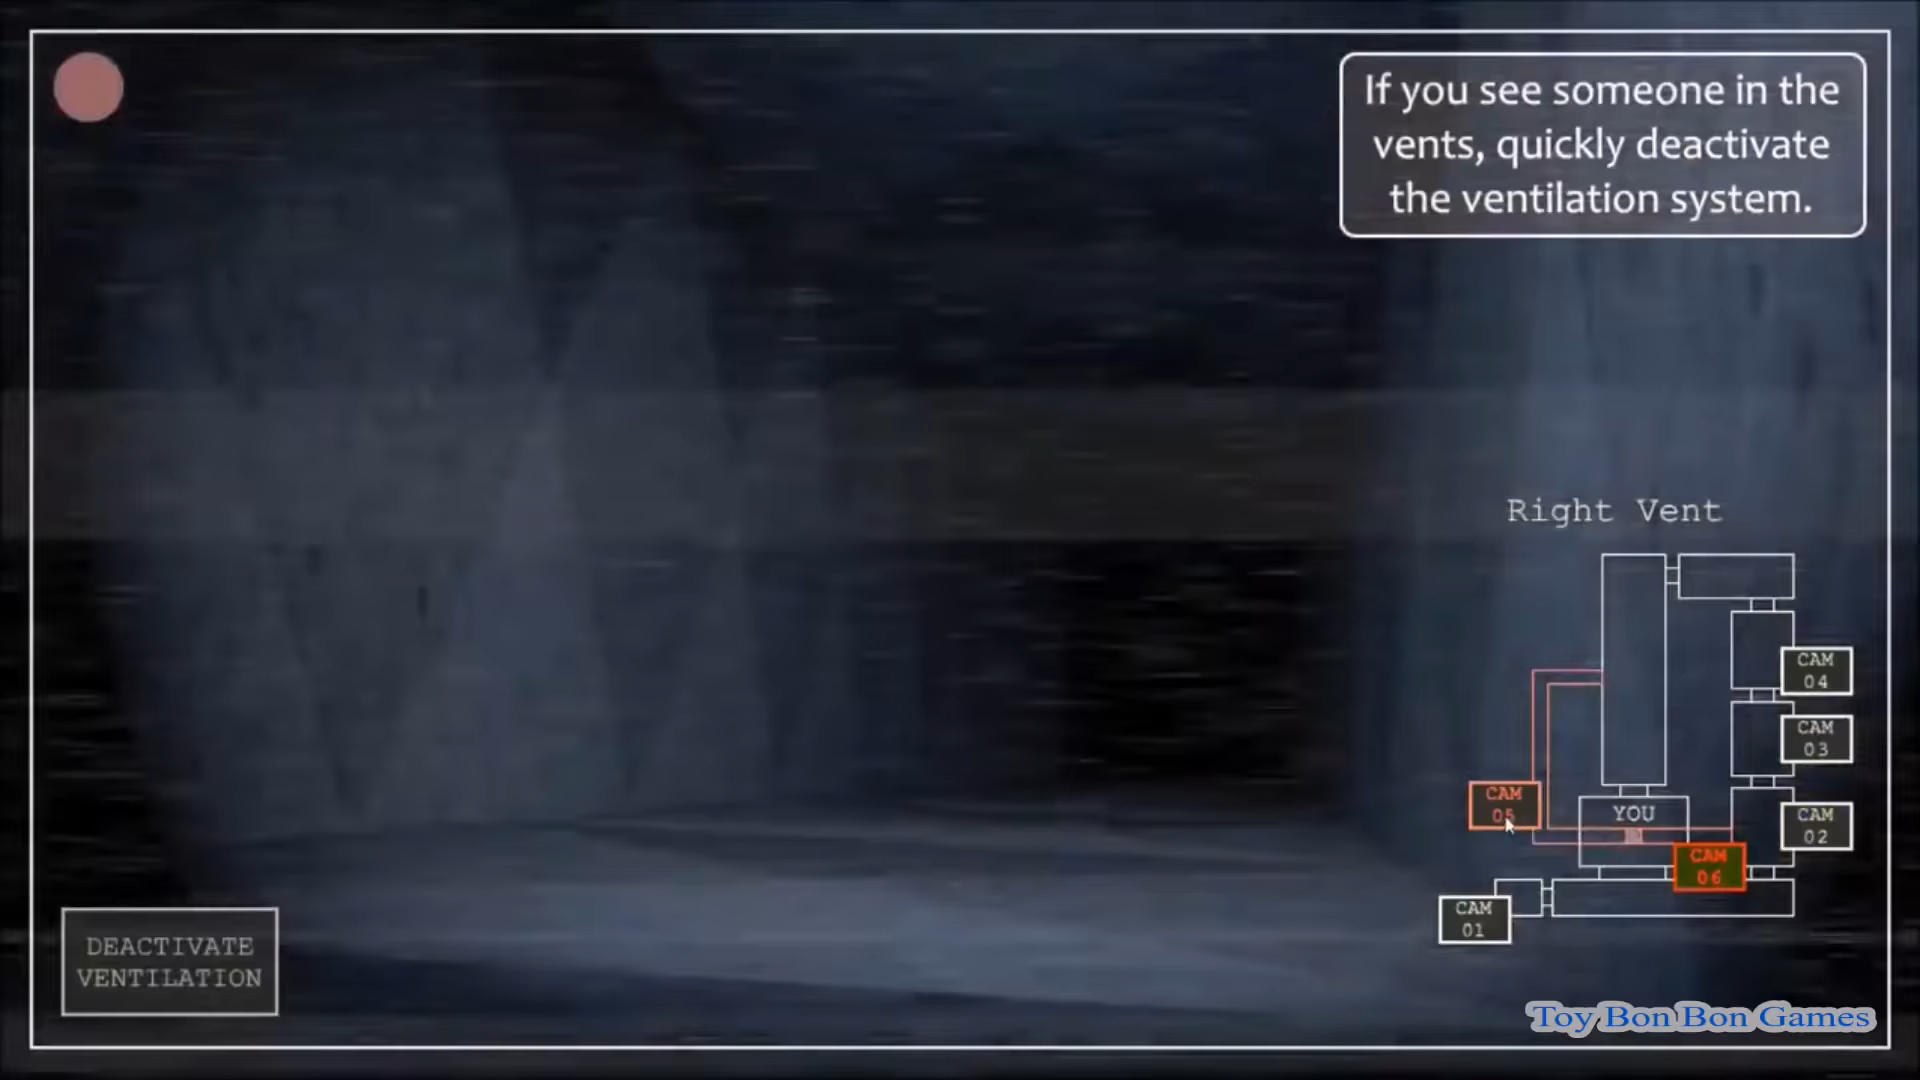 If you see someone in the
vents, quickly deactivate
the ventilation system.
Right Vent
CAM
04
CAM
03
CAM
05
YOU
CAM
02
CAM
06
CAM
01
DEACTIVATE
VENTILATION
Toy Bon Bon Games